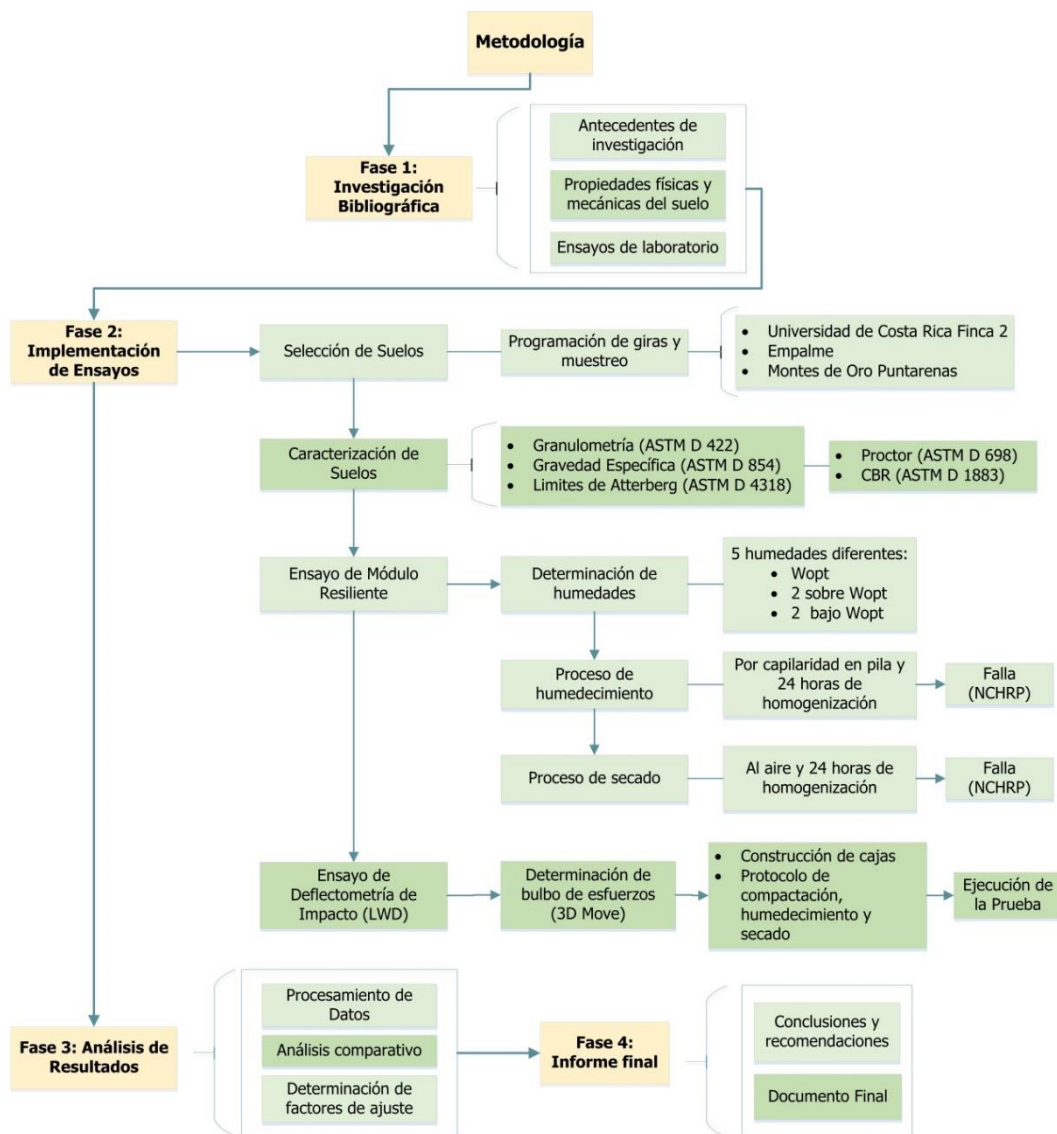 Metodología
Fase 1:
Investigación
Bibliográfica
Antecedentes de
investigación
Propiedades físicas y
mecánicas del suelo
Ensayos de laboratorio
Fase 2:
Implementación
de Ensayos
Selección de Suelos
Programación de giras y
muestreo
• Universidad de Costa Rica Finca 2
• Empalme
• Montes de Oro Puntarenas
Caracterización de
Suelos
• Granulometría (ASTM D 422)
• Gravedad Específica (ASTM D 854)
• Limites de Atterberg (ASTM D 4318)
• Proctor (ASTM D 698)
• CBR (ASTM D 1883)
Ensayo de Módulo
Resiliente
Determinación de
humedades
5 humedades diferentes:
• Wopt
• 2 sobre Wopt
• 2 bajo Wopt
Proceso de
humedecimiento
Por capilaridad en pila y
24 horas de
homogenización
Falla
(NCHRP)
Proceso de secado
Al aire y 24 horas de
homogenización
Falla
(NCHRP)
Ensayo de
Deflectometría de
Impacto (LWD)
Determinación de
bulbo de esfuerzos
(3D Move)
• Construcción de cajas
• Protocolo de
compactación,
humedecimiento y
secado
Ejecución de
la Prueba
Fase 3: Análisis de
Resultados
Procesamiento de
Datos
Análisis comparativo
Determinación de
factores de ajuste
Fase 4:
Informe final
Conclusiones y
recomendaciones
Documento Final